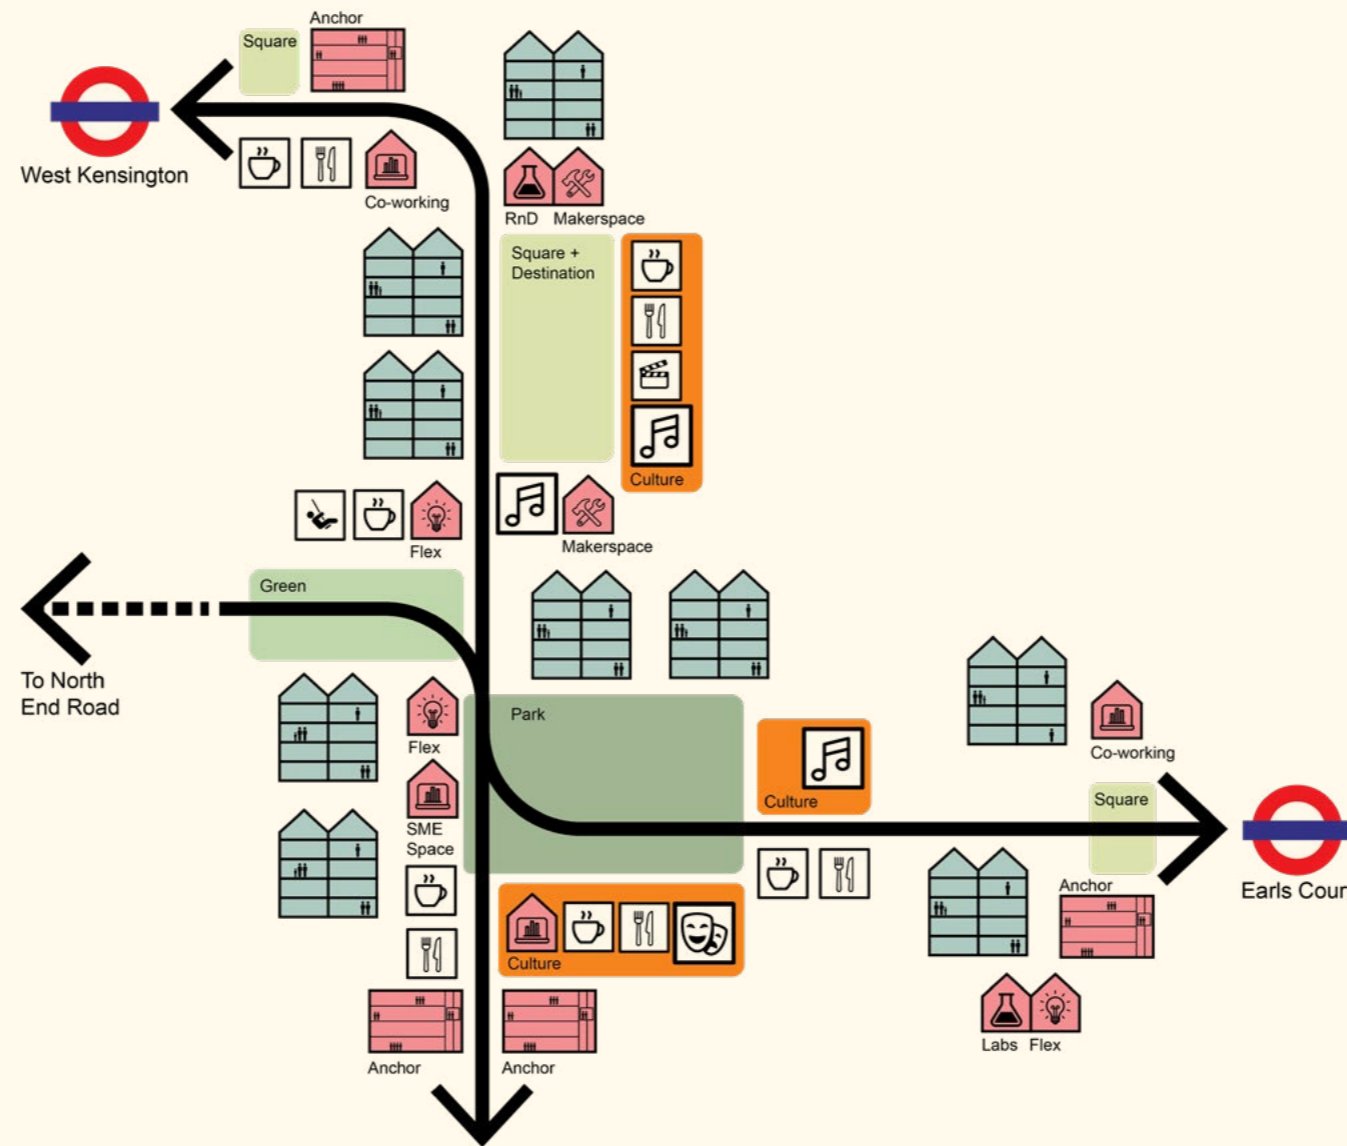 Anchor
Square
West Kensington
Co-working
RnD
Makerspace
Square +
Destination
Culture
Flex
Makerspace
Green
To North
End Road
Park
Flex
SME
Space
Culture
Co-working
Square
Anchor
Earls Cour
Culture
Labs
Flex
Anchor
Anchor